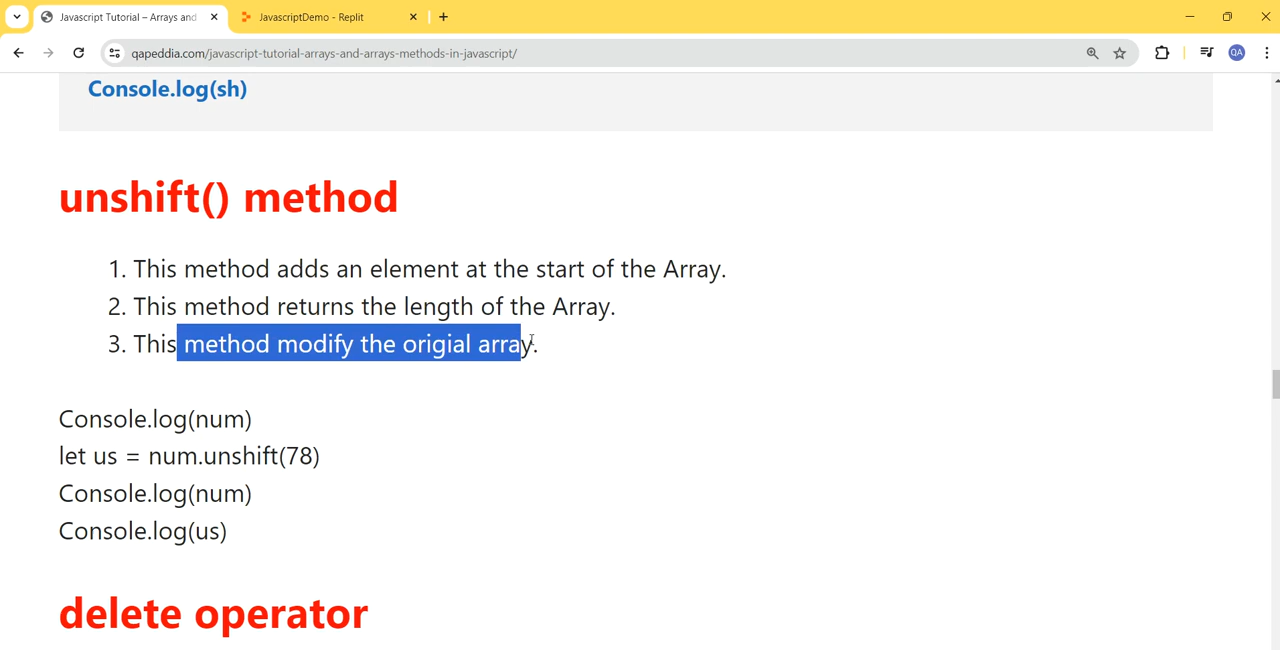 Javascript Tutorial – Arrays and
JavascriptDemo - Replit
qapeddia.com/javascript-tutorial-arrays-and-arrays-methods-in-javascript/
QA
Console.log(sh)
unshift() method
1. This method adds an element at the start of the Array.
2. This method returns the length of the Array.
3. This method modify the origial array.
Console.log(num)
let us = num.unshift(78)
Console.log(num)
Console.log(us)
delete operator